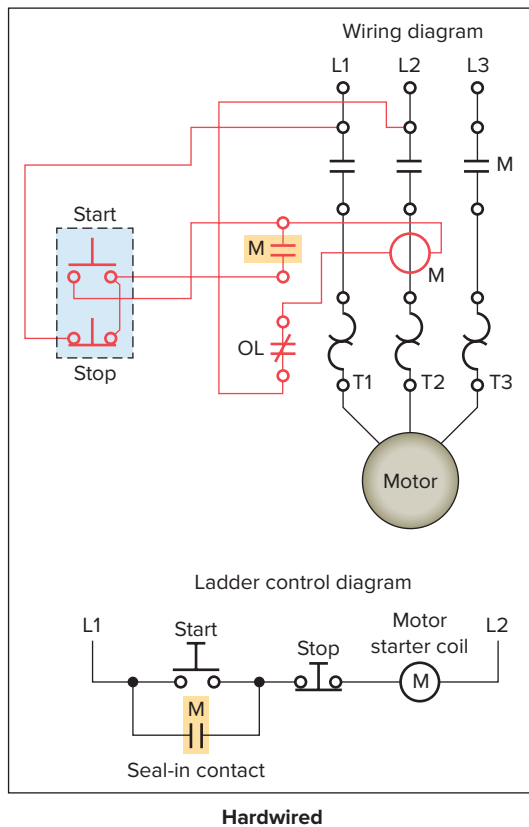 Wiring diagram
L1 L2 L3
M
Start
M
M
Stop
OL
T1 T2 T3
Motor
Ladder control diagram
L1 Start Stop Motor starter coil L2
M
M
Seal-in contact
Hardwired